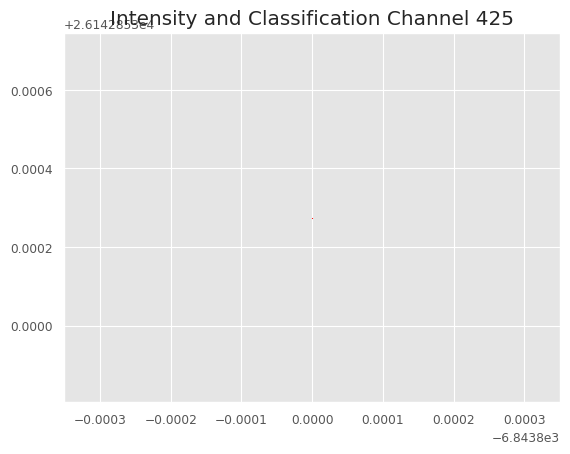 Intensity and Classification Channel 425
+2.6142853e4
0.0006
0.0004
0.0002
0.0000
−0.0003 −0.0002 −0.0001 0.0000 0.0001 0.0002 0.0003
−6.8438e3